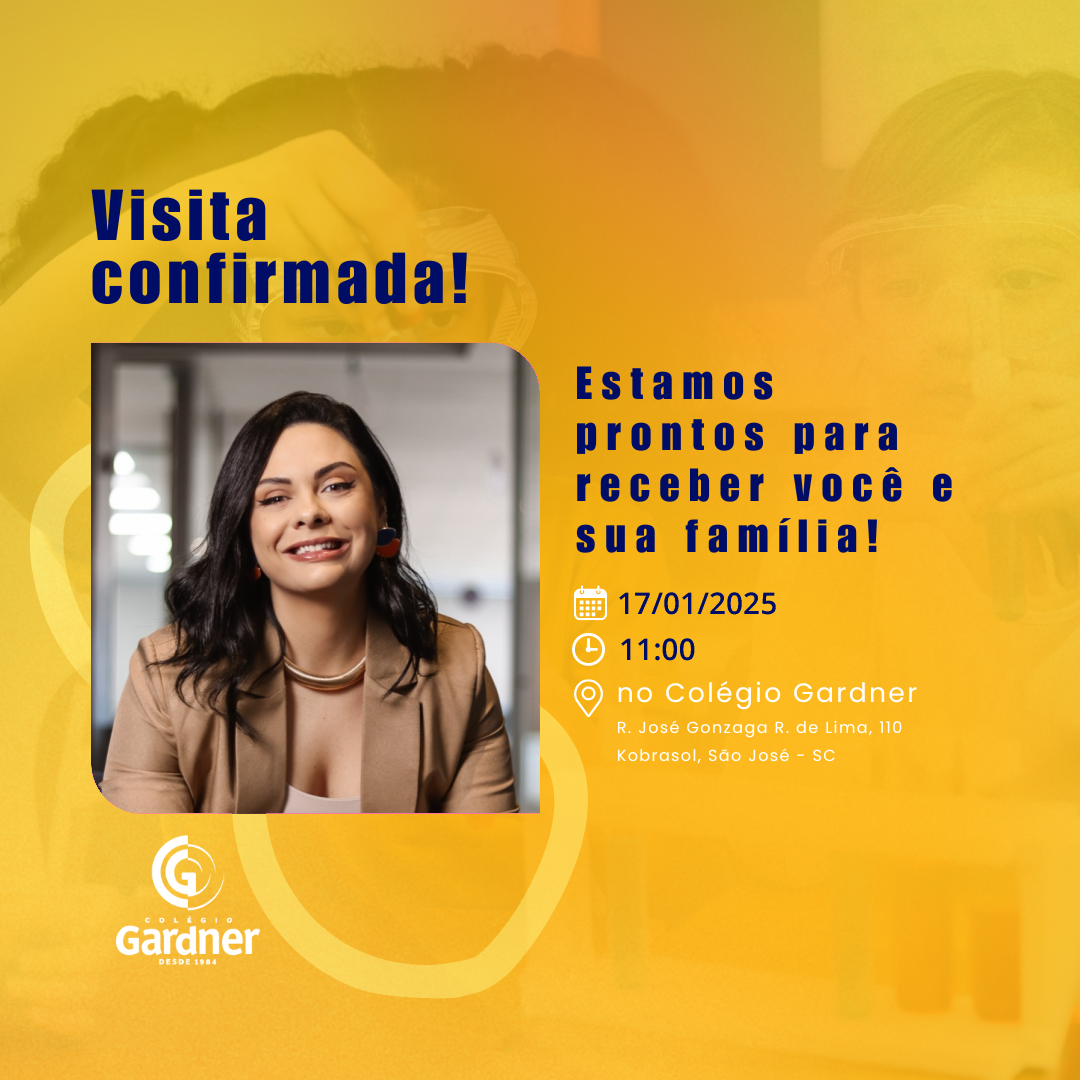 Visita
confirmada!
Estamos
prontos para
receber você e
sua família!
17/01/2025
11:00
no Colégio Gardner
R. José Gonzaga R. de Lima, 110
Kobrasol, São José - SC
G
COLÉGIO
Gardner
DESDE 1984